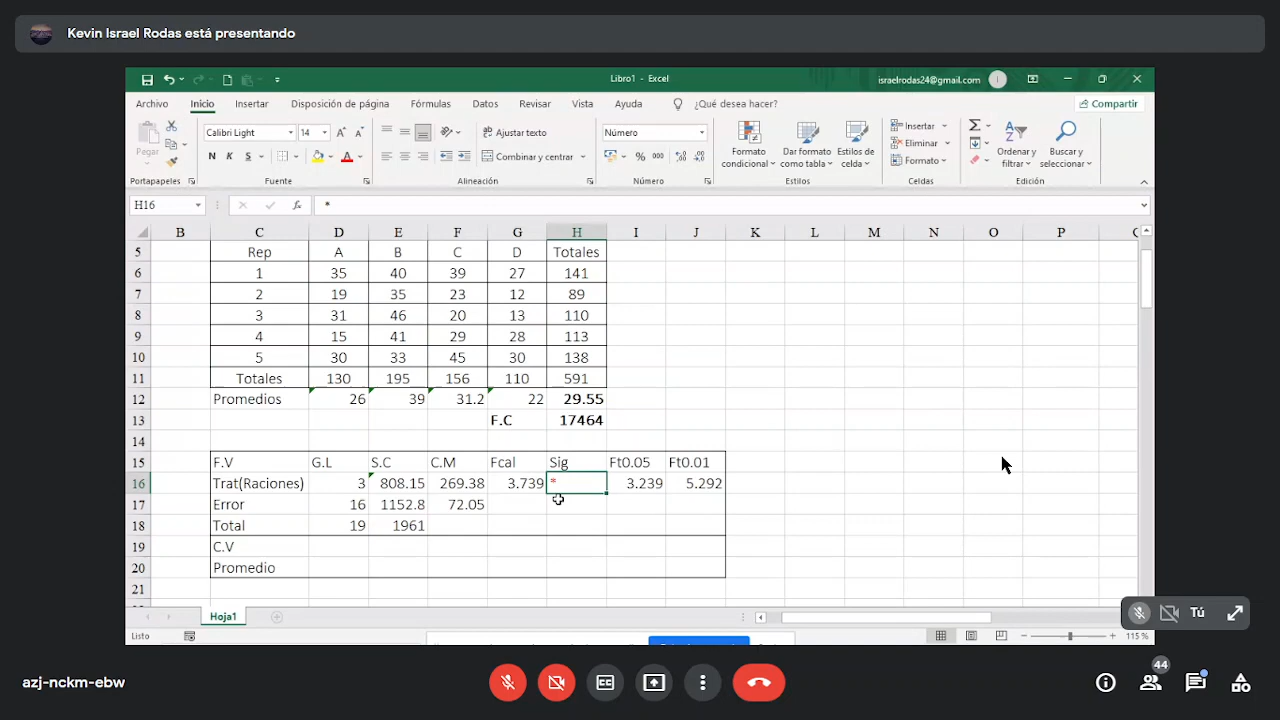 Kevin Israel Rodas está presentando
Libro1 - Excel
israelrodas24@gmail.com
Archivo Inicio Insertar Disposición de página Fórmulas Datos Revisar Vista Ayuda ¿Qué desea hacer? Compartir
Pegar
Calibri Light 14
N K S
Ajustar texto
Combinar y centrar
Número
% 000
Formato condicional
Dar formato como tabla
Estilos de celda
Insertar
Eliminar
Formato
Ordenar y filtrar
Buscar y seleccionar
Portapapeles Fuente Alineación Número Estilos Celdas Edición
H16 fx *
B C D E F G H I J K L M N O P
5 Rep A B C D Totales
6 1 35 40 39 27 141
7 2 19 35 23 12 89
8 3 31 46 20 13 110
9 4 15 41 29 28 113
10 5 30 33 45 30 138
11 Totales 130 195 156 110 591
12 Promedios 26 39 31.2 22 29.55
13 F.C 17464
14
15 F.V G.L S.C C.M Fcal Sig Ft0.05 Ft0.01
16 Trat(Raciones) 3 808.15 269.38 3.739 * 3.239 5.292
17 Error 16 1152.8 72.05
18 Total 19 1961
19 C.V
20 Promedio
21
Hoja1
Listo 115 %
Tú
azj-nckm-ebw
44